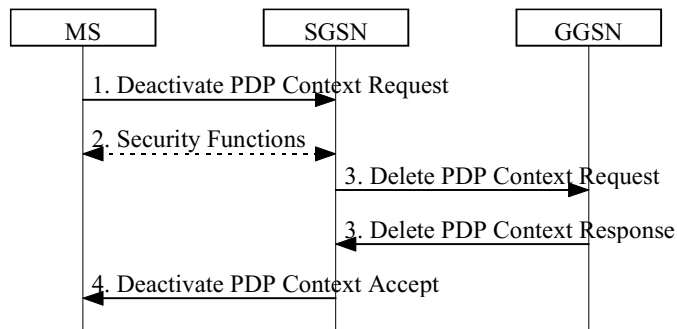 MS SGSN GGSN
1. Deactivate PDP Context Request
2. Security Functions
3. Delete PDP Context Request
3. Delete PDP Context Response
4. Deactivate PDP Context Accept